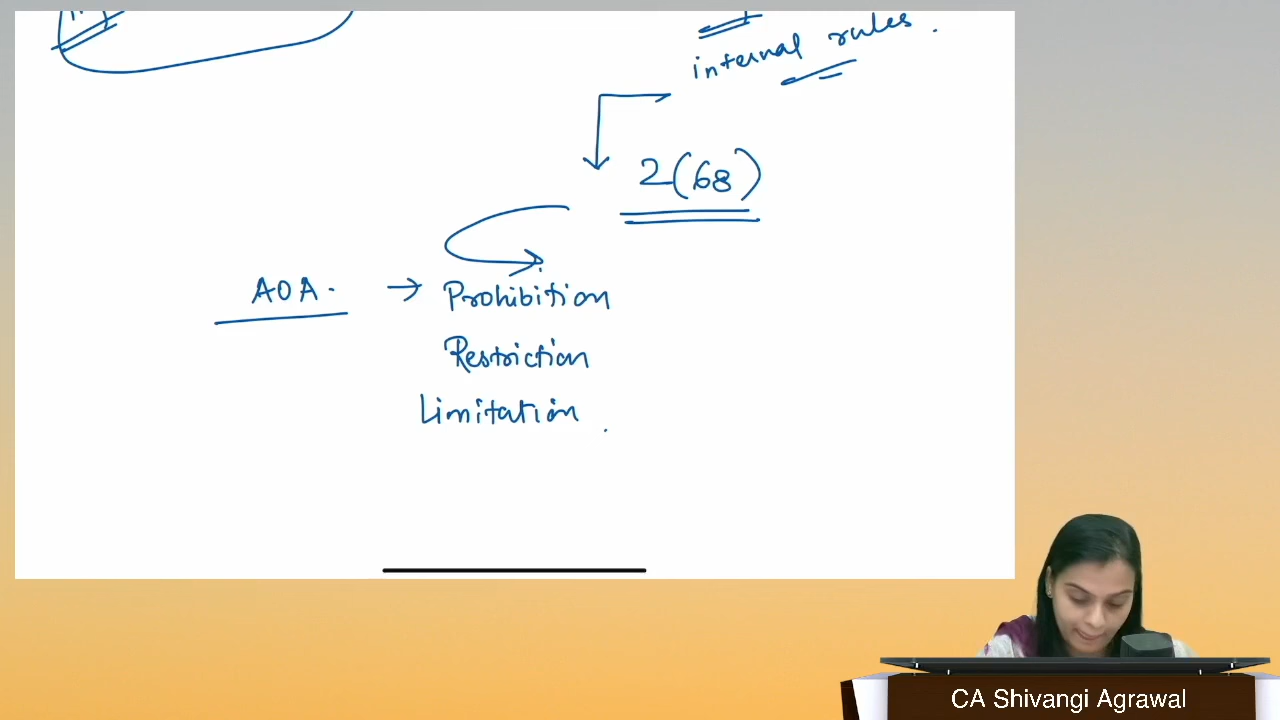 internal rules.
2(68)
AOA. → Prohibition
Restriction
Limitation.
CA Shivangi Agrawal